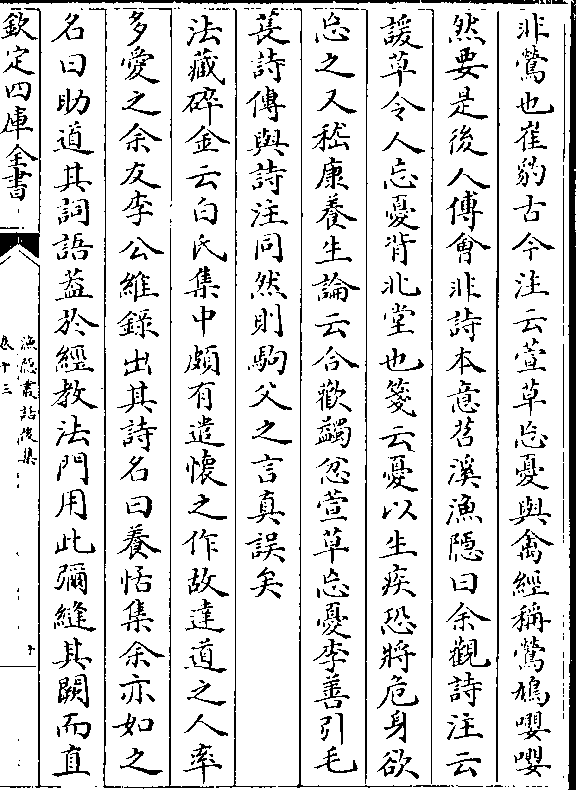 非鶯也崔豹古今注云萱草忘憂與禽經稱鶯鳩嚶嚶
然要是後人傅會非詩本意苕溪漁隱曰余觀詩注云
諼草令人忘憂背北堂也箋云憂以生疾恐將危身欲
忘之又嵇康養生論云合歡蠲忿萱草忘憂李善引毛
萇詩傳與詩注同然則駒父之言真誤矣
法藏碎金云白氏集中頗有遣懷之作故達道之人率
多愛之余友李公維錄出其詩名曰養恬集余亦如之
名曰助道其詞語蓋於經教法門用此彌縫其闕而直
欽定四庫全書
漁隱叢話後集
卷十三